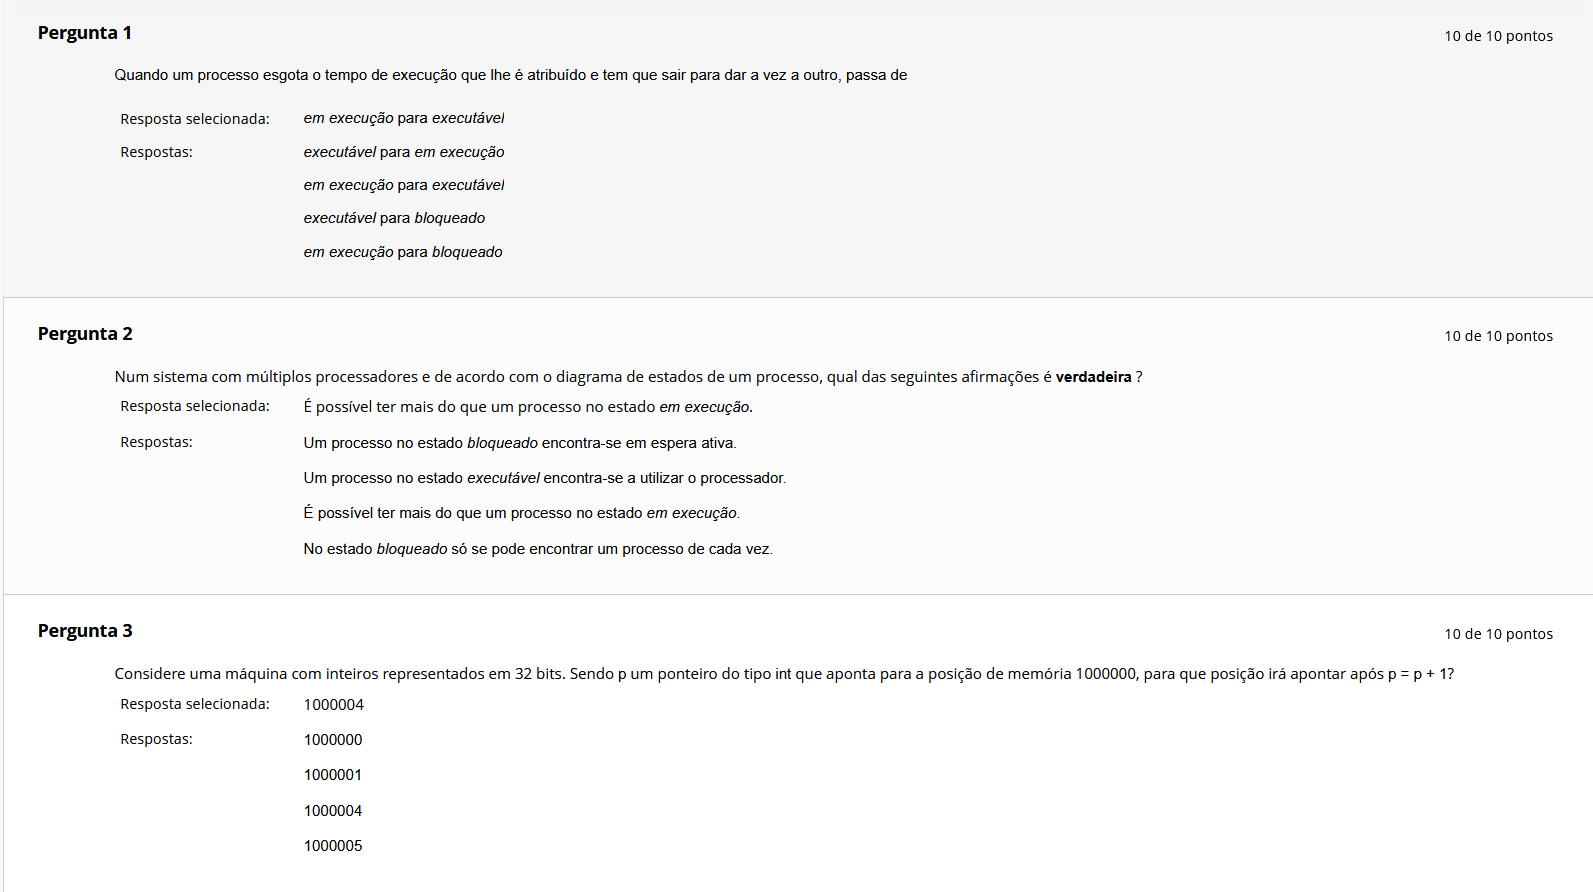 Pergunta 1
10 de 10 pontos
Quando um processo esgota o tempo de execução que lhe é atribuído e tem que sair para dar a vez a outro, passa de
Resposta selecionada: em execução para executável
Respostas: executável para em execução
em execução para executável
executável para bloqueado
em execução para bloqueado
Pergunta 2
10 de 10 pontos
Num sistema com múltiplos processadores e de acordo com o diagrama de estados de um processo, qual das seguintes afirmações é verdadeira ?
Resposta selecionada: É possível ter mais do que um processo no estado em execução.
Respostas: Um processo no estado bloqueado encontra-se em espera ativa.
Um processo no estado executável encontra-se a utilizar o processador.
É possível ter mais do que um processo no estado em execução.
No estado bloqueado só se pode encontrar um processo de cada vez.
Pergunta 3
10 de 10 pontos
Considere uma máquina com inteiros representados em 32 bits. Sendo p um ponteiro do tipo int que aponta para a posição de memória 1000000, para que posição irá apontar após p = p + 1?
Resposta selecionada: 1000004
Respostas: 1000000
1000001
1000004
1000005